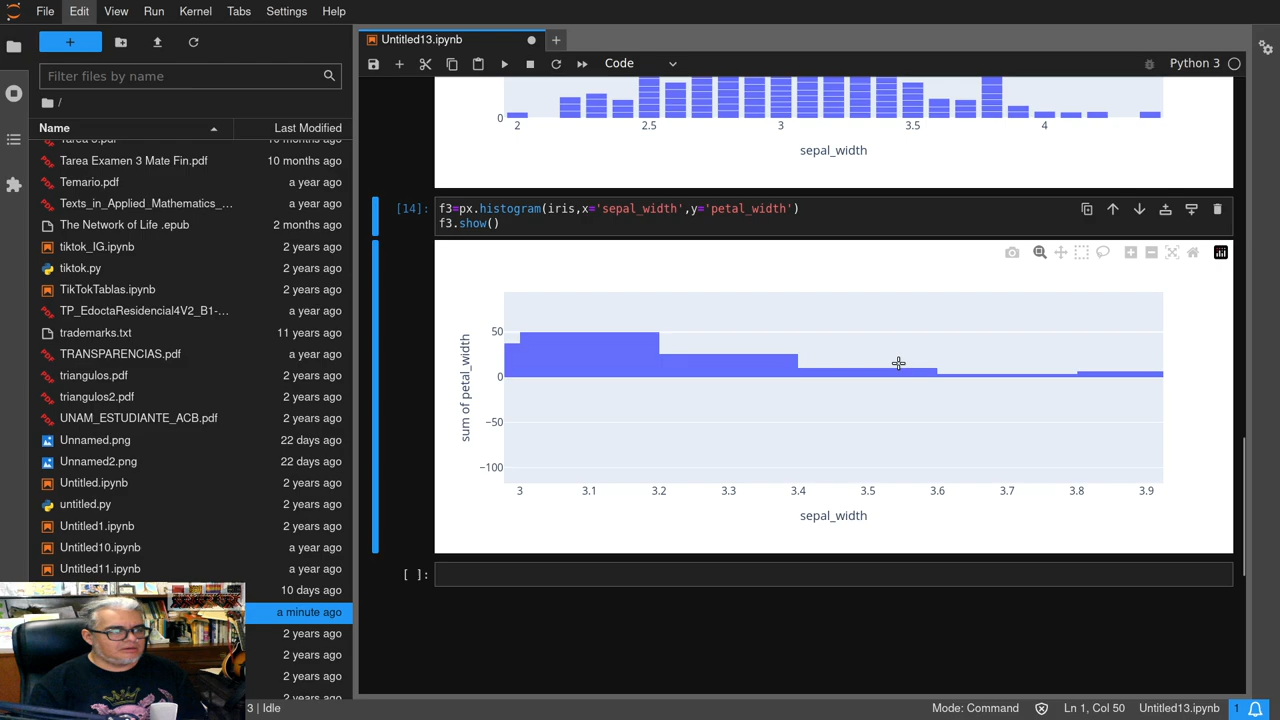 File Edit View Run Kernel Tabs Settings Help
Untitled13.ipynb
Filter files by name
Code
Python 3
/
Name Last Modified
10 months ago
Tarea Examen 3 Mate Fin.pdf 10 months ago
Temario.pdf a year ago
Texts_in_Applied_Mathematics_... a year ago
The Network of Life .epub 2 months ago
tiktok_IG.ipynb 2 years ago
tiktok.py 2 years ago
TikTokTablas.ipynb 2 years ago
TP_EdoctaResidencial4V2_B1-... a year ago
trademarks.txt 11 years ago
TRANSPARENCIAS.pdf a year ago
triangulos.pdf a year ago
triangulos2.pdf a year ago
UNAM_ESTUDIANTE_ACB.pdf a year ago
Unnamed.png 22 days ago
Unnamed2.png 22 days ago
Untitled.ipynb 2 years ago
untitled.py 2 years ago
Untitled1.ipynb 2 years ago
Untitled10.ipynb a year ago
Untitled11.ipynb a year ago
10 days ago
a minute ago
2 years ago
2 years ago
2 years ago
2 years ago
0
2 2.5 3 3.5 4
sepal_width
[14]: f3=px.histogram(iris,x='sepal_width',y='petal_width')
f3.show()
sum of petal_width
50
0
−50
−100
3 3.1 3.2 3.3 3.4 3.5 3.6 3.7 3.8 3.9
sepal_width
[ ]:
3 | Idle
Mode: Command Ln 1, Col 50 Untitled13.ipynb 1